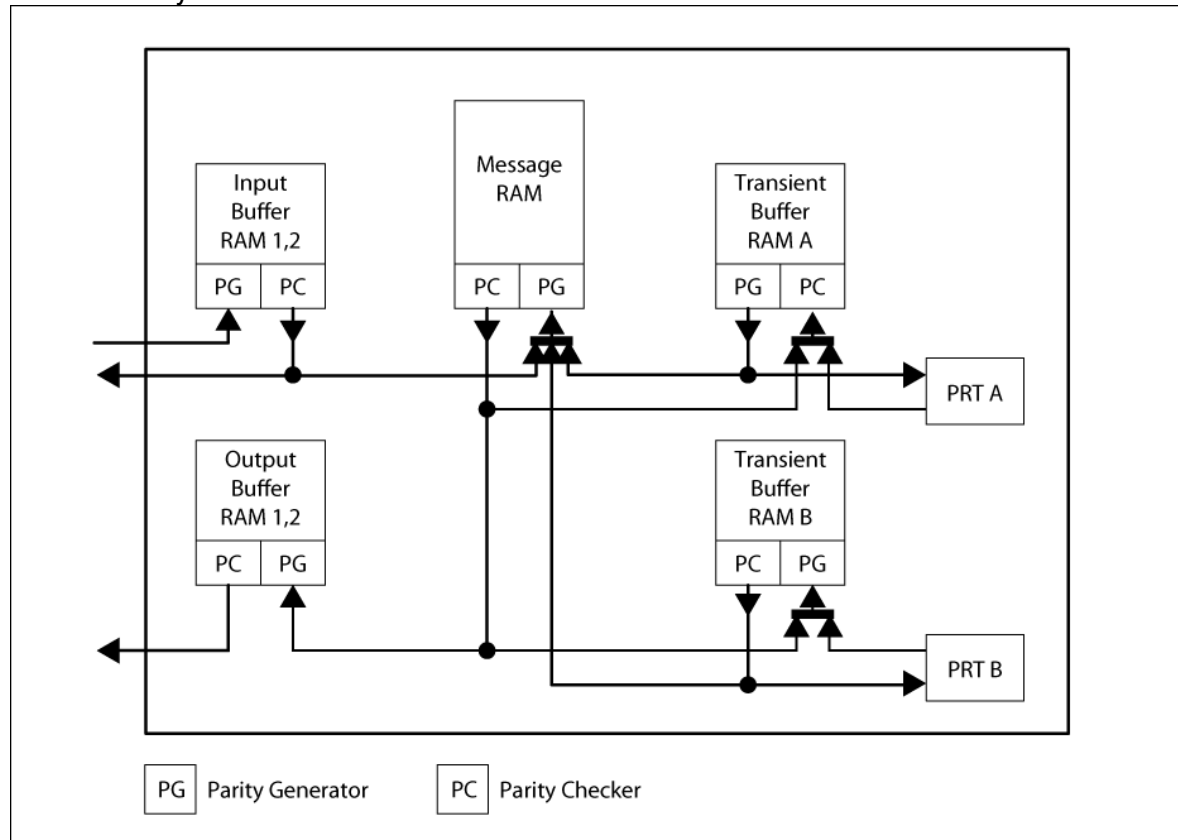 Input
Buffer
RAM 1,2
PG PC
Message
RAM
PC PG
Transient
Buffer
RAM A
PG PC
PRT A
Output
Buffer
RAM 1,2
PC PG
Transient
Buffer
RAM B
PC PG
PRT B
PG Parity Generator
PC Parity Checker